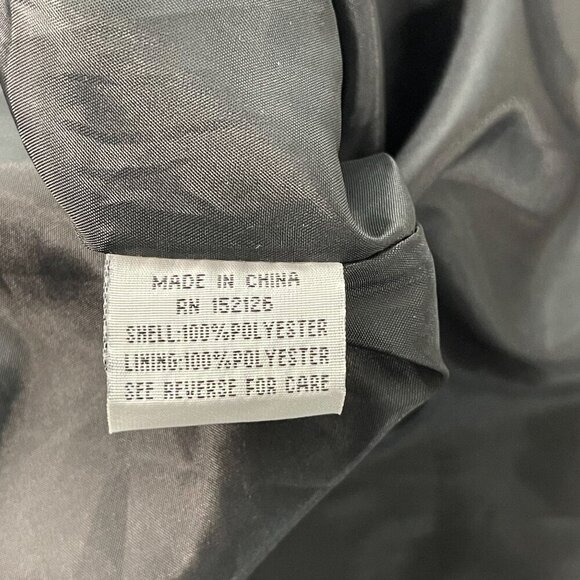 MADE IN CHINA
RN 152126
SHELL:100%POLYESTER
LINING:100%POLYESTER
SEE REVERSE FOR CARE